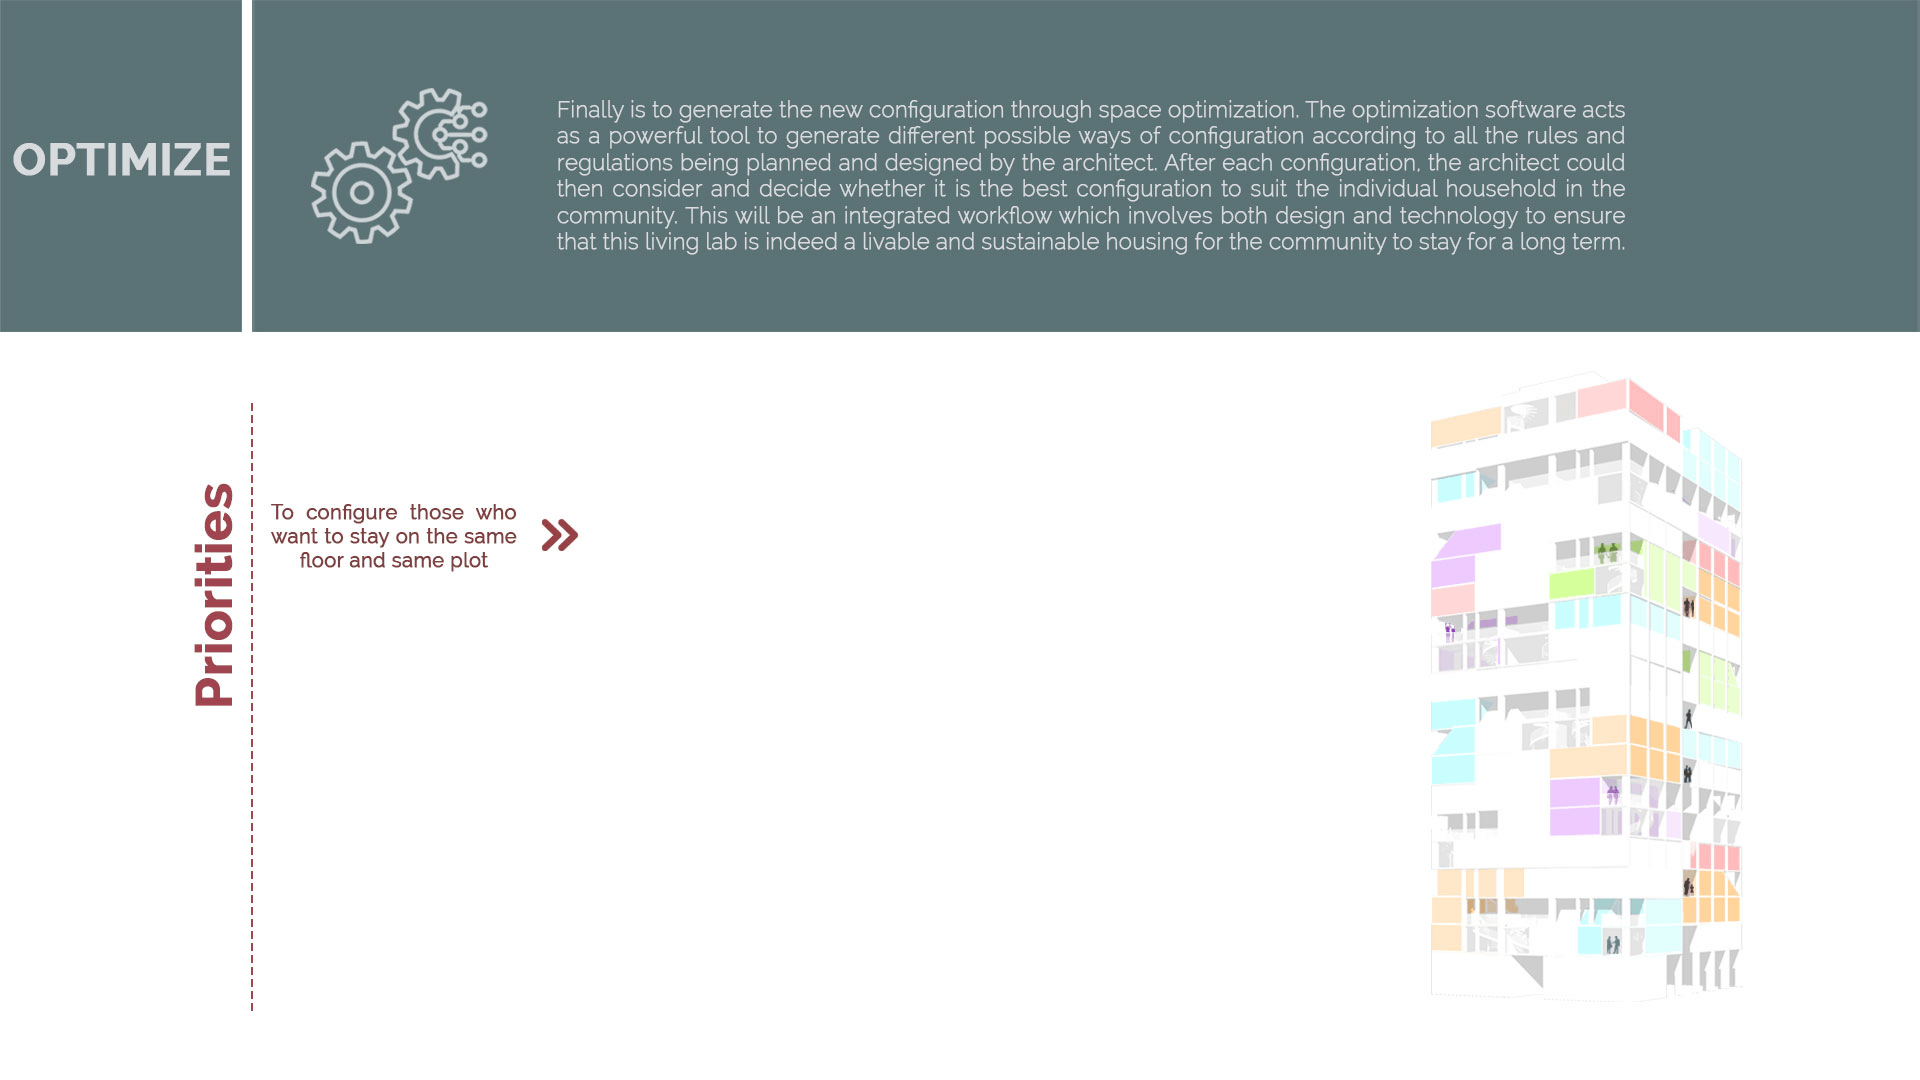 OPTIMIZE
Finally is to generate the new configuration through space optimization. The optimization software acts
as a powerful tool to generate different possible ways of configuration according to all the rules and
regulations being planned and designed by the architect. After each configuration, the architect could
then consider and decide whether it is the best configuration to suit the individual household in the
community. This will be an integrated workflow which involves both design and technology to ensure
that this living lab is indeed a livable and sustainable housing for the community to stay for a long term.
Priorities
To configure those who
want to stay on the same
floor and same plot